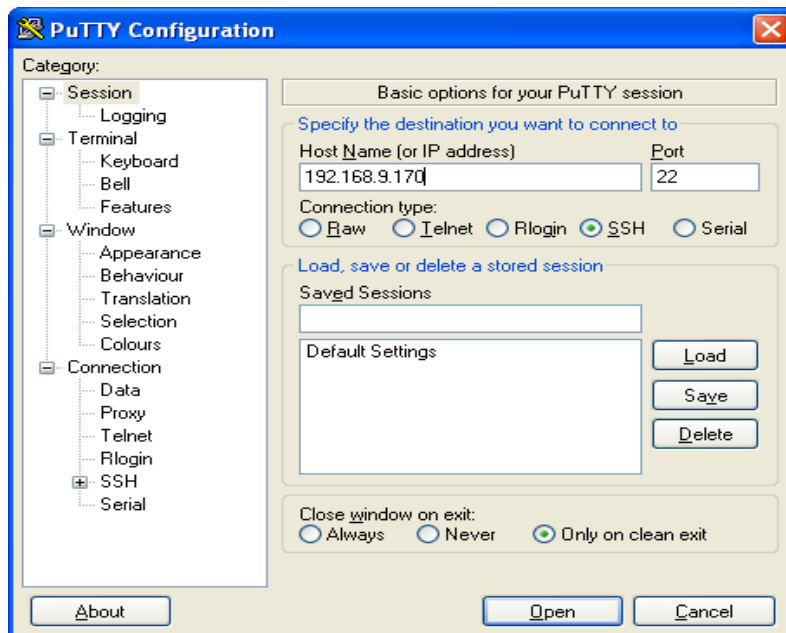 PuTTY Configuration
Category:
Session
Logging
Terminal
Keyboard
Bell
Features
Window
Appearance
Behaviour
Translation
Selection
Colours
Connection
Data
Proxy
Telnet
Rlogin
SSH
Serial
Basic options for your PuTTY session
Specify the destination you want to connect to
Host Name (or IP address) Port
192.168.9.170 22
Connection type:
Raw Telnet Rlogin SSH Serial
Load, save or delete a stored session
Saved Sessions
Default Settings
Load
Save
Delete
Close window on exit:
Always Never Only on clean exit
About Open Cancel